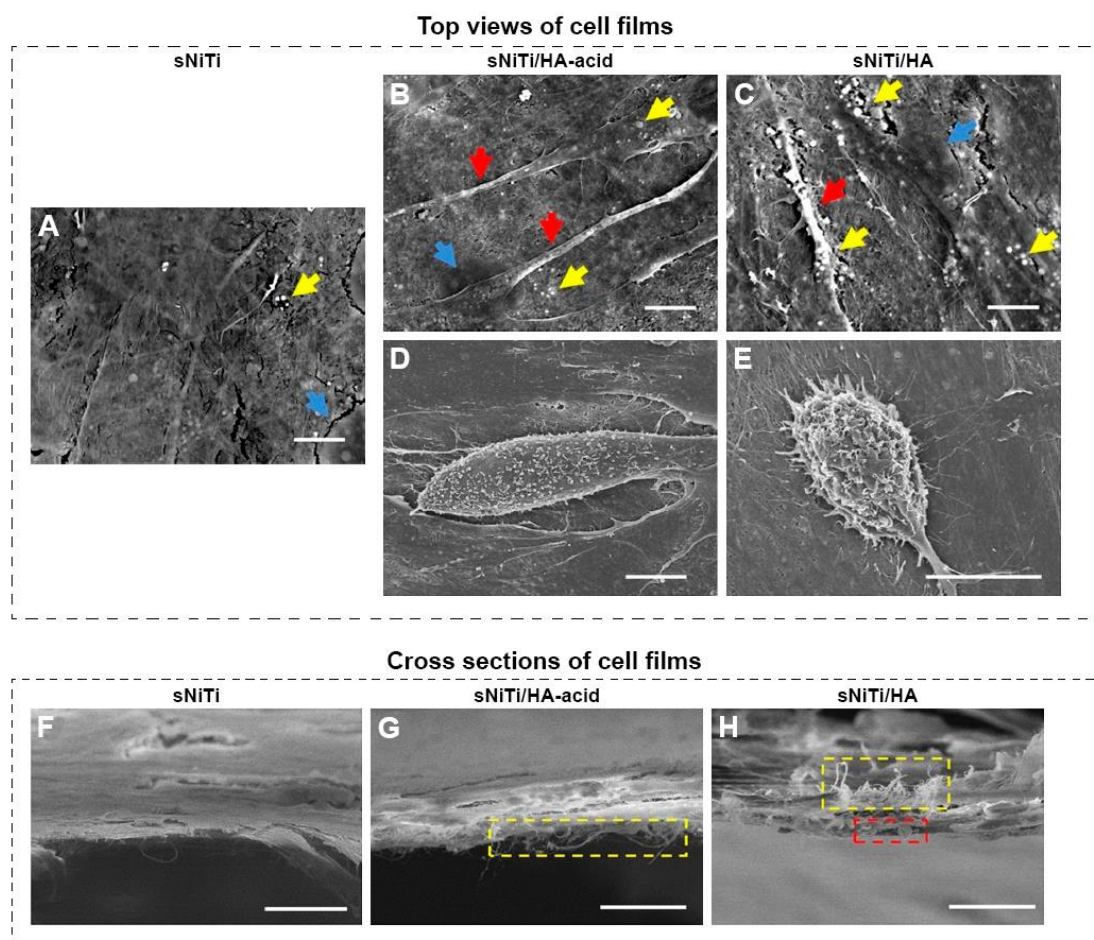 Top views of cell films
sNiTi
sNiTi/HA-acid
sNiTi/HA
A
B
C
D
E
Cross sections of cell films
sNiTi
sNiTi/HA-acid
sNiTi/HA
F
G
H